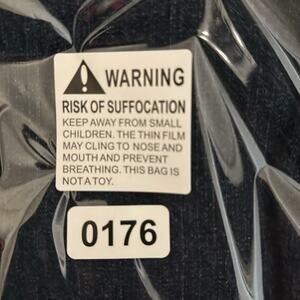 WARNING
RISK OF SUFFOCATION
KEEP AWAY FROM SMALL
CHILDREN. THE THIN FILM
MAY CLING TO NOSE AND
MOUTH AND PREVENT
BREATHING. THIS BAG IS
NOT A TOY.
0176